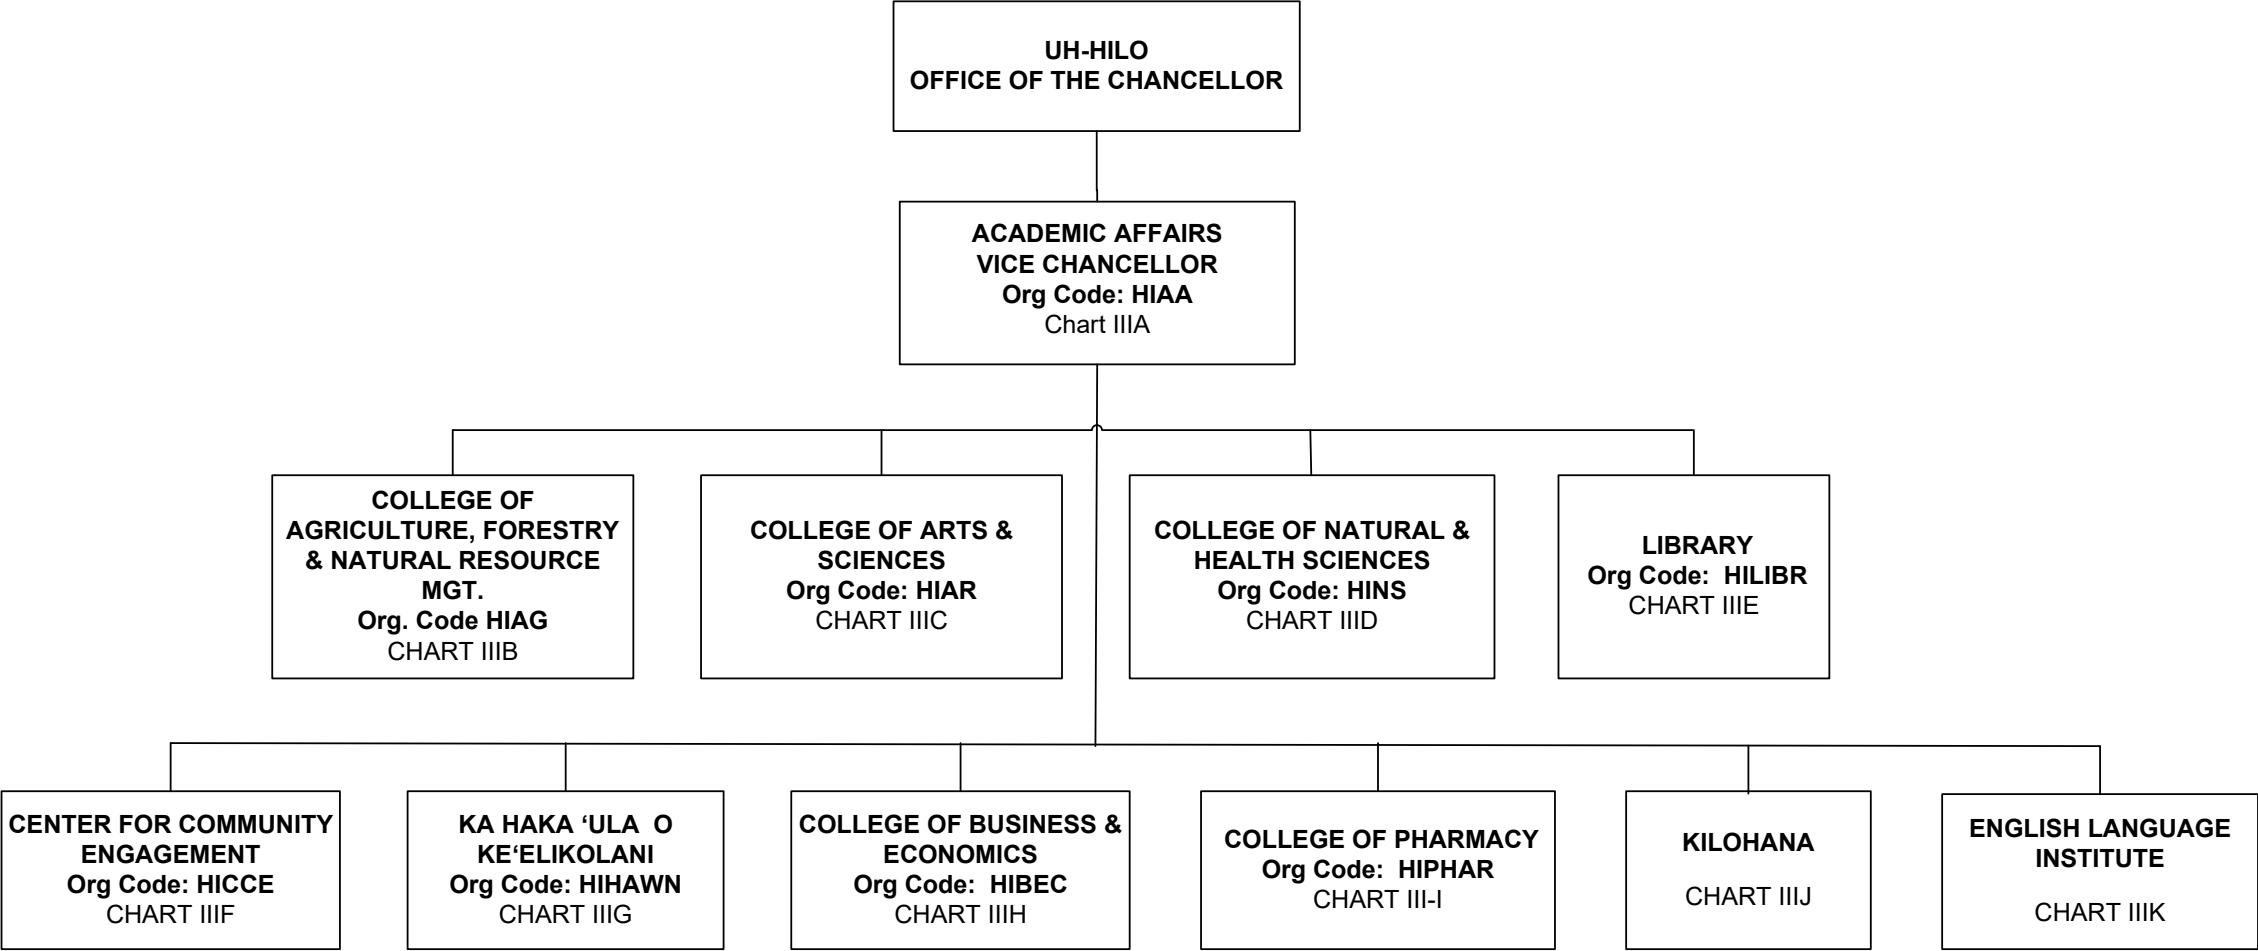 UH-HILO
OFFICE OF THE CHANCELLOR
ACADEMIC AFFAIRS
VICE CHANCELLOR
Org Code: HIAA
Chart IIIA
COLLEGE OF
AGRICULTURE, FORESTRY
& NATURAL RESOURCE
MGT.
Org. Code HIAG
CHART IIIB
COLLEGE OF ARTS &
SCIENCES
Org Code: HIAR
CHART IIIC
COLLEGE OF NATURAL &
HEALTH SCIENCES
Org Code: HINS
CHART IIID
LIBRARY
Org Code:  HILIBR
CHART IIIE
CENTER FOR COMMUNITY
ENGAGEMENT
Org Code: HICCE
CHART IIIF
KA HAKA ‘ULA  O
KE‘ELIKOLANI
Org Code: HIHAWN
CHART IIIG
COLLEGE OF BUSINESS &
ECONOMICS
Org Code:  HIBEC
CHART IIIH
COLLEGE OF PHARMACY
Org Code:  HIPHAR
CHART III-I
KILOHANA
CHART IIIJ
ENGLISH LANGUAGE
INSTITUTE
CHART IIIK